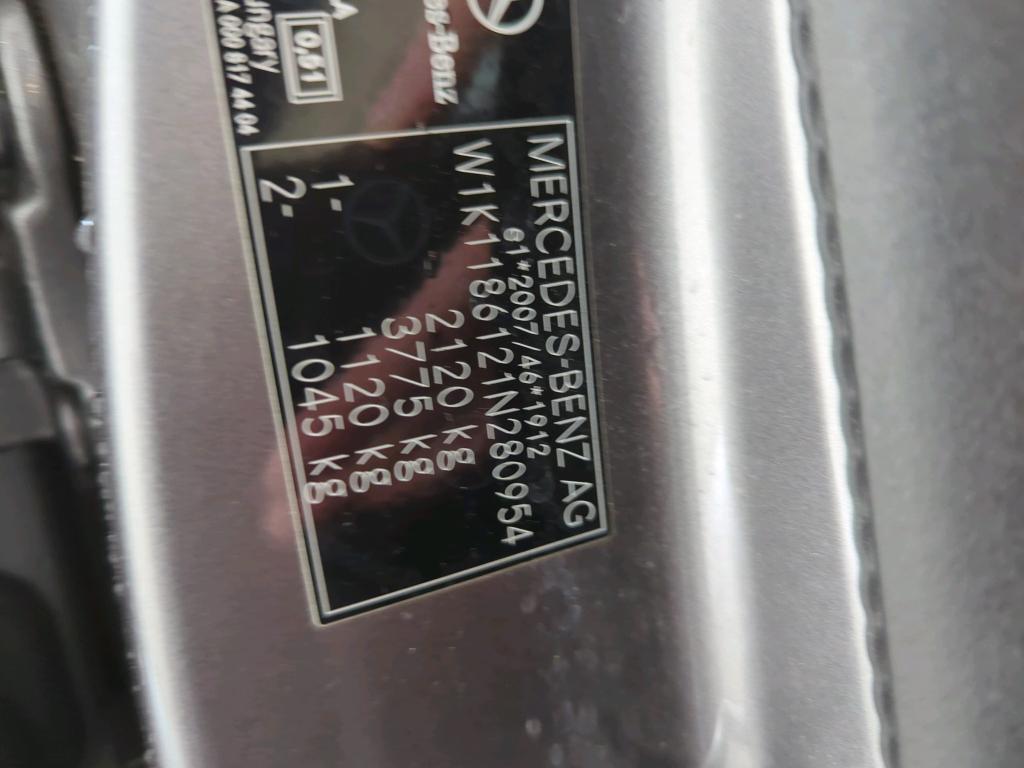 A
0,61
ungary
A 000 817 44 04
-Benz
MERCEDES-BENZ AG
e1*2007/46*1912
W1K1186121N280954
2120 kg
3775 kg
1- 1120 kg
2- 1045 kg